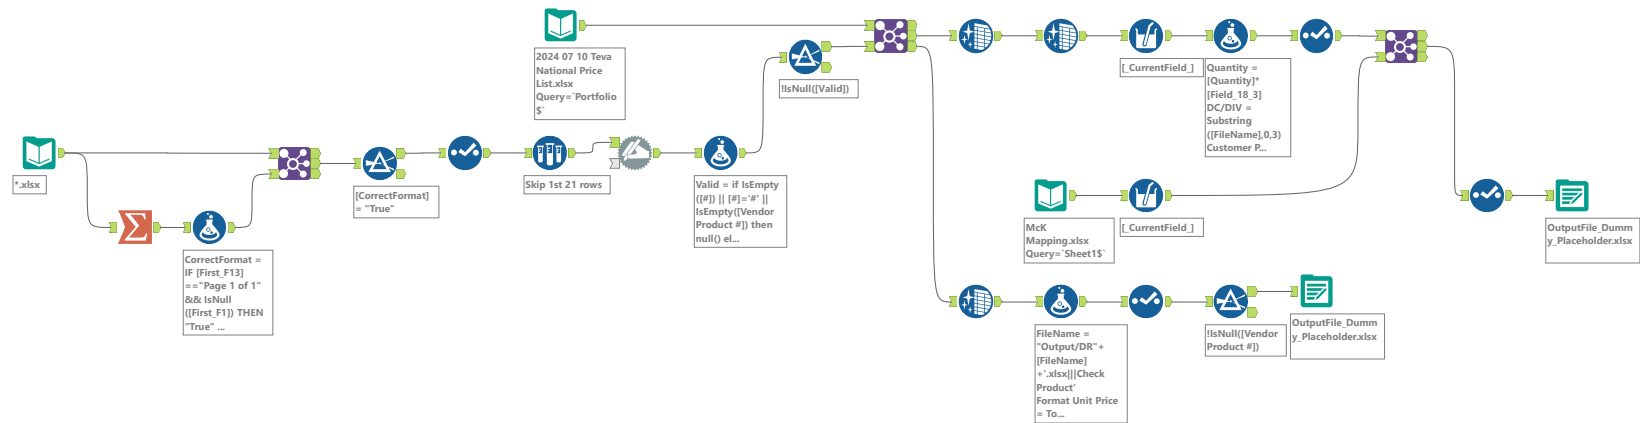 2024 07 10 Teva
National Price
List.xlsx
Query=`Portfolio
$`
!IsNull([Valid])
[_CurrentField_]
Quantity =
[Quantity]*
[Field_18_3]
DC/DIV =
Substring
([FileName],0,3)
Customer P...
*.xlsx
[CorrectFormat]
= "True"
Skip 1st 21 rows
Valid = if IsEmpty
([#]) || [#]='#' ||
IsEmpty([Vendor
Product #]) then
null() el...
CorrectFormat =
IF [First_F13]
=="Page 1 of 1"
&& IsNull
([First_F1]) THEN
"True" ...
McK
Mapping.xlsx
Query=`Sheet1$`
[_CurrentField_]
OutputFile_Dumm
y_Placeholder.xlsx
FileName =
"Output/DR"+
[FileName]
+'.xlsx|||Check
Product'
Format Unit Price
= To...
!IsNull([Vendor
Product #])
OutputFile_Dumm
y_Placeholder.xlsx